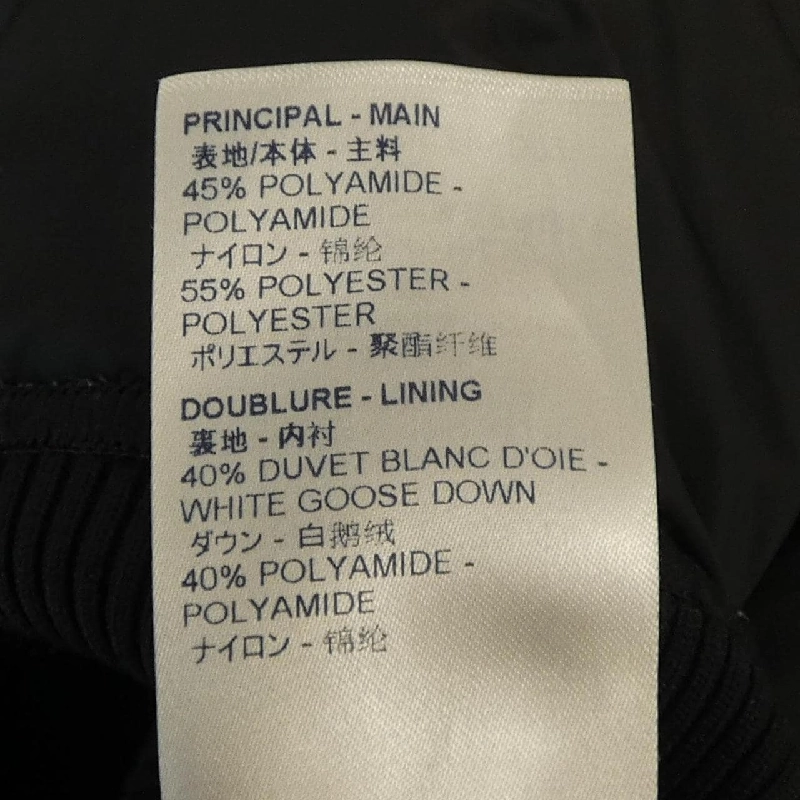 PRINCIPAL - MAIN
表地/本体 - 主料
45% POLYAMIDE -
POLYAMIDE
ナイロン - 锦纶
55% POLYESTER -
POLYESTER
ポリエステル - 聚酯纤维
DOUBLURE - LINING
裏地 - 内衬
40% DUVET BLANC D'OIE -
WHITE GOOSE DOWN
ダウン - 白鹅绒
40% POLYAMIDE -
POLYAMIDE
ナイロン - 锦纶